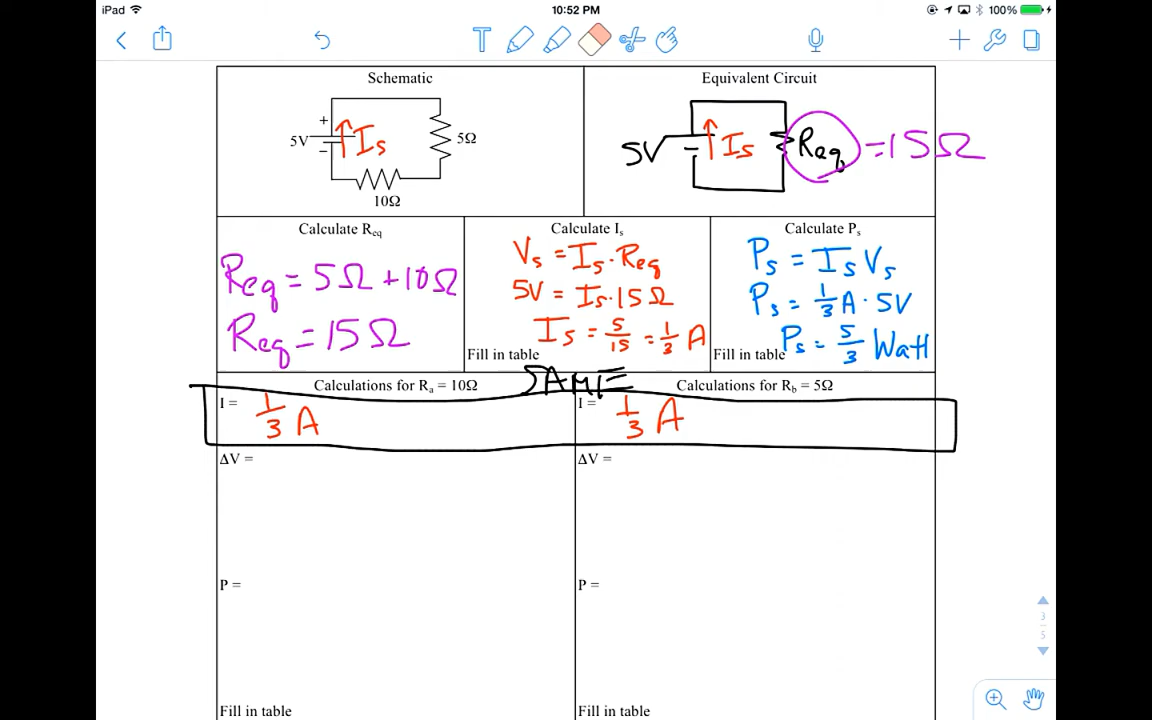 iPad 10:52 PM 100%
T
Schematic
Equivalent Circuit
+
5V
Is
5Ω
−
10Ω
5V
Is
Req = 15Ω
Calculate Req
Req = 5Ω + 10Ω
Req = 15Ω
Calculate Is
Vs = Is · Req
5V = Is · 15Ω
Is = 5/15 = 1/3 A
Fill in table
Calculate Ps
Ps = Is Vs
Ps = 1/3 A · 5V
Ps = 5/3 Watt
Fill in table
SAME
Calculations for Ra = 10Ω
I = 1/3 A
ΔV =
P =
Fill in table
Calculations for Rb = 5Ω
I = 1/3 A
ΔV =
P =
Fill in table
3
5